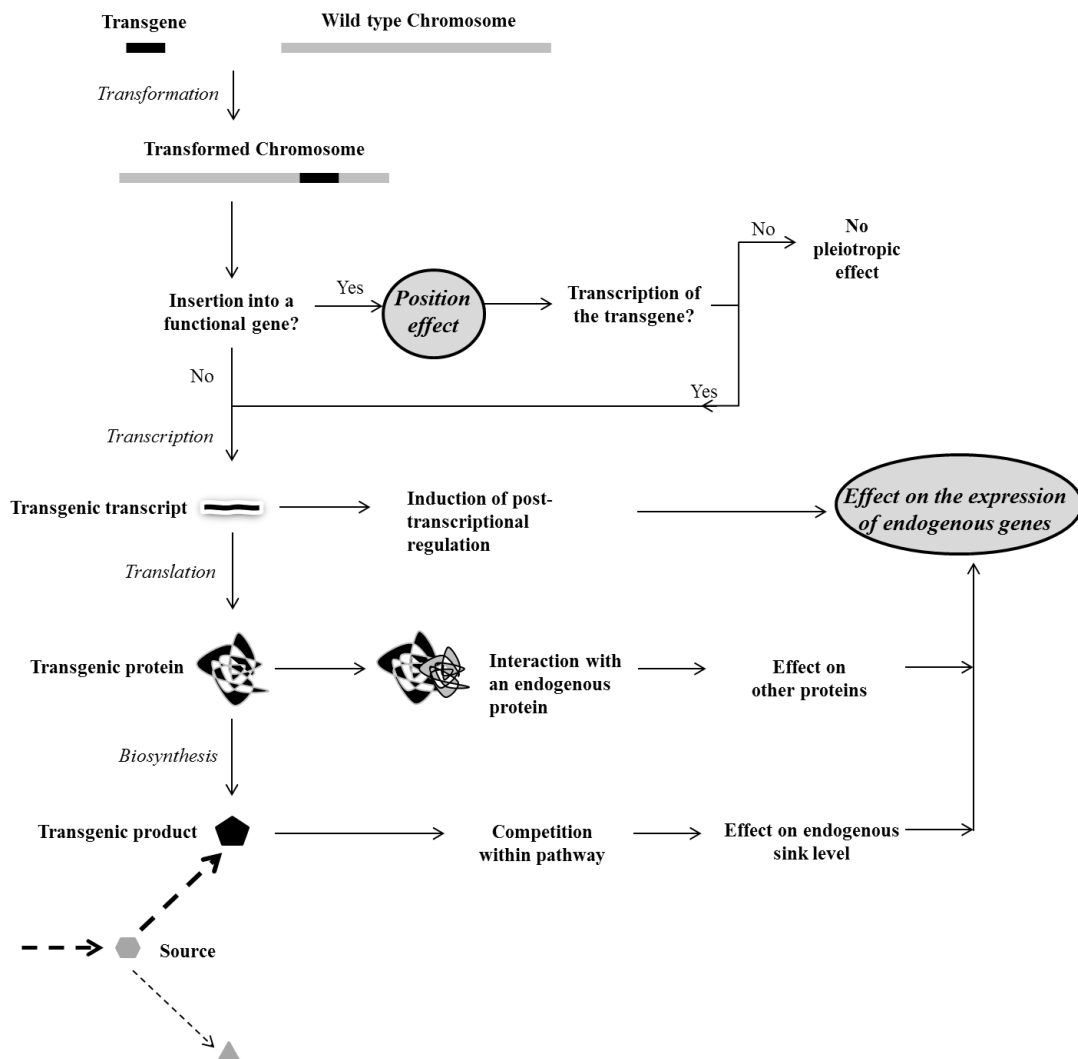 Transgene
Wild type Chromosome
Transformation
Transformed Chromosome
No
No
pleiotropic
effect
Insertion into a
functional gene?
Yes
Position
effect
Transcription of
the transgene?
No
Yes
Transcription
Transgenic transcript
Induction of post-
transcriptional
regulation
Effect on the expression
of endogenous genes
Translation
Transgenic protein
Interaction with
an endogenous
protein
Effect on
other proteins
Biosynthesis
Transgenic product
Competition
within pathway
Effect on endogenous
sink level
Source